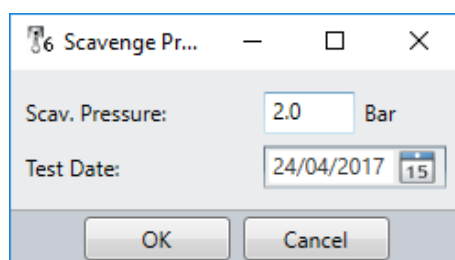 6 Scavenge Pr...
Scav. Pressure: 2.0 Bar
Test Date: 24/04/2017 15
OK Cancel